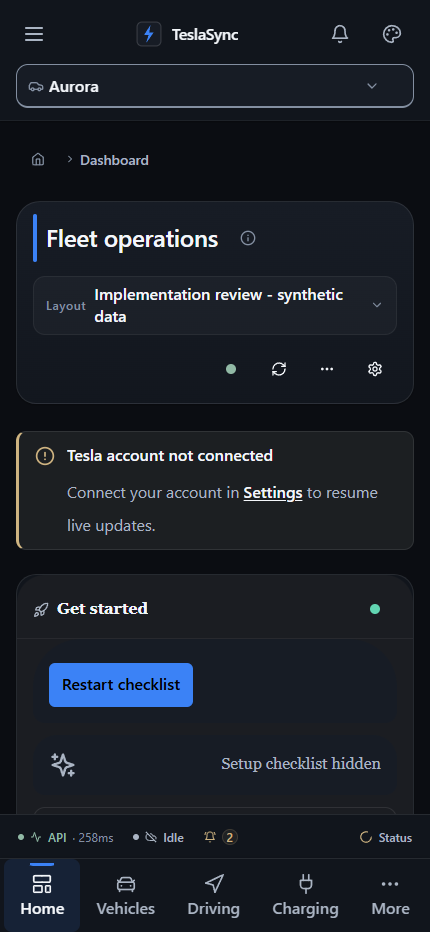 TeslaSync
Aurora
Dashboard
Fleet operations
Layout
Implementation review - synthetic
data
Tesla account not connected
Connect your account in Settings to resume
live updates.
Get started
Restart checklist
Setup checklist hidden
API · 258ms
Idle
2
Status
Home
Vehicles
Driving
Charging
More